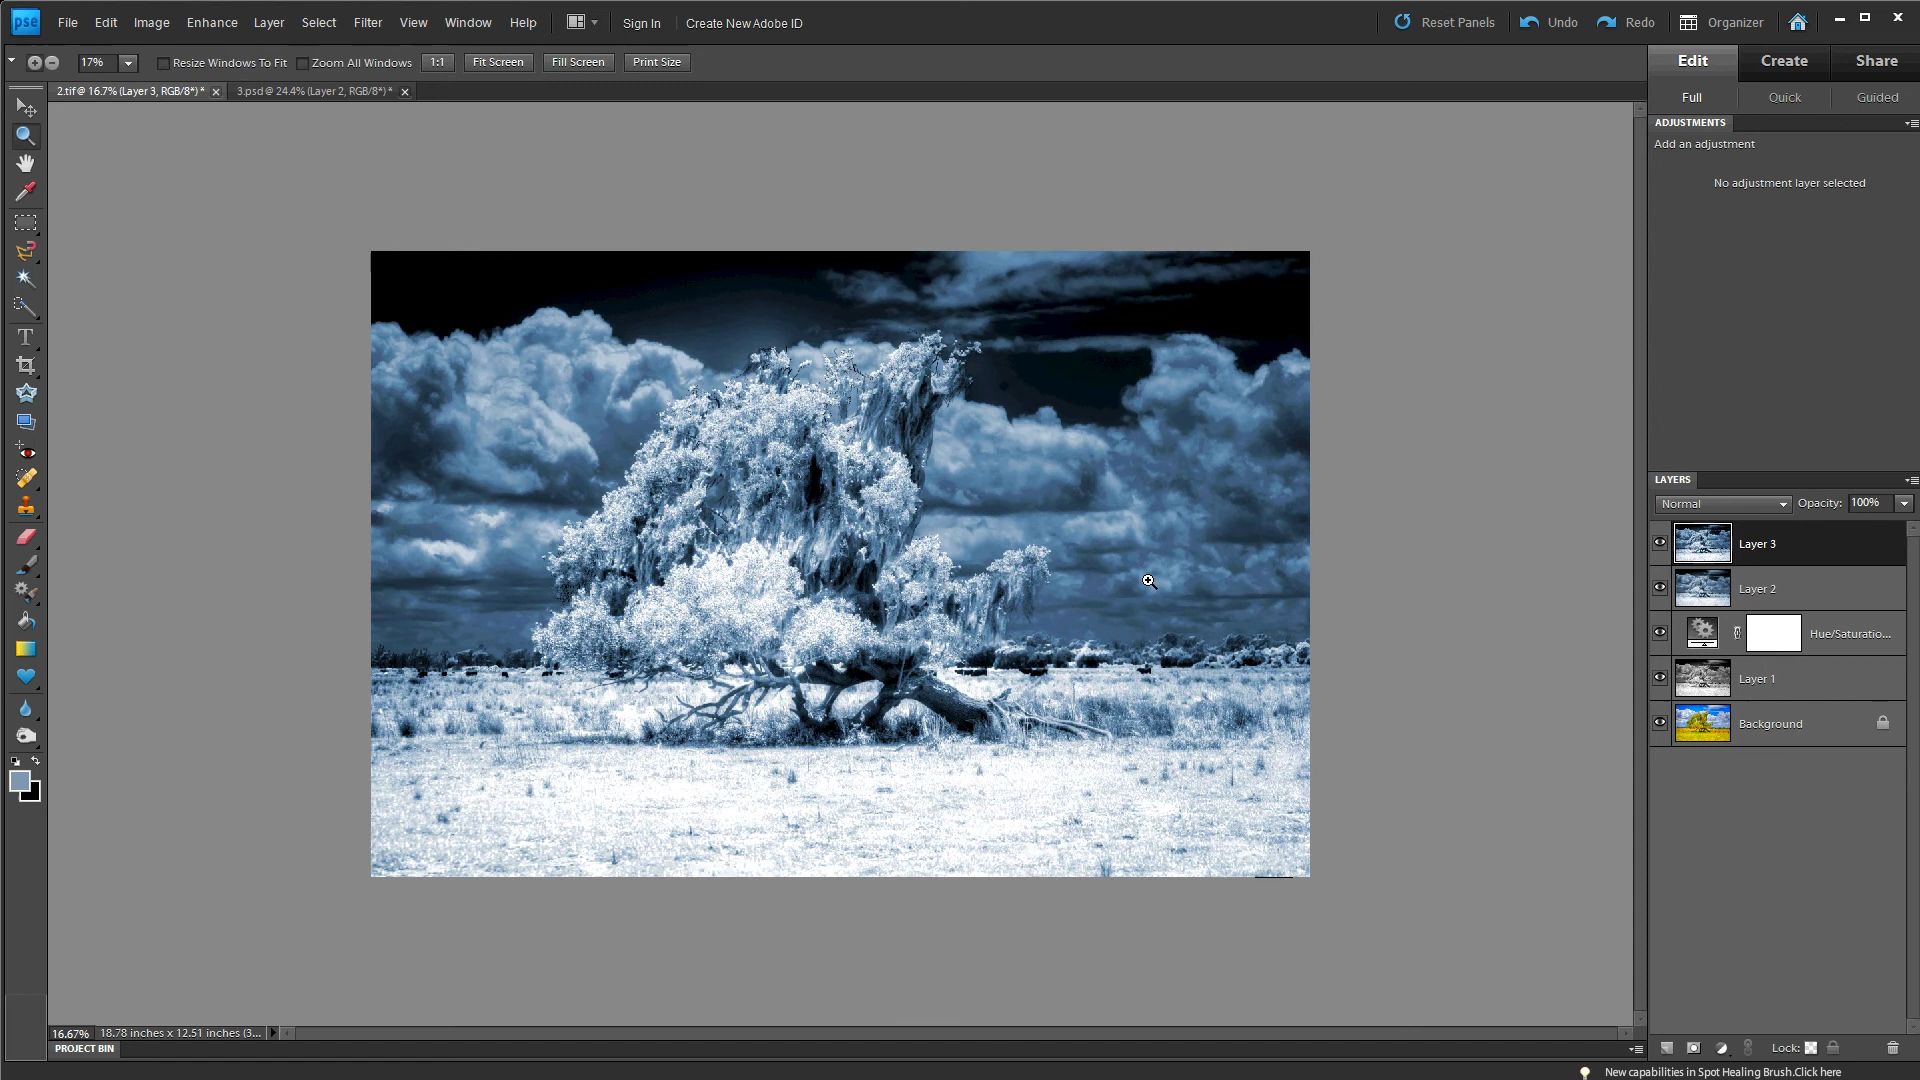 pse File Edit Image Enhance Layer Select Filter View Window Help Sign In Create New Adobe ID Reset Panels Undo Redo Organizer
17% Resize Windows To Fit Zoom All Windows 1:1 Fit Screen Fill Screen Print Size
Edit Create Share
2.tif @ 16.7% (Layer 3, RGB/8*) * 3.psd @ 24.4% (Layer 2, RGB/8*) *
Full Quick Guided
ADJUSTMENTS
Add an adjustment
No adjustment layer selected
LAYERS
Normal Opacity: 100%
Layer 3
Layer 2
Hue/Saturatio...
Layer 1
Background
16.67% 18.78 inches x 12.51 inches (3...
PROJECT BIN
Lock:
New capabilities in Spot Healing Brush.Click here